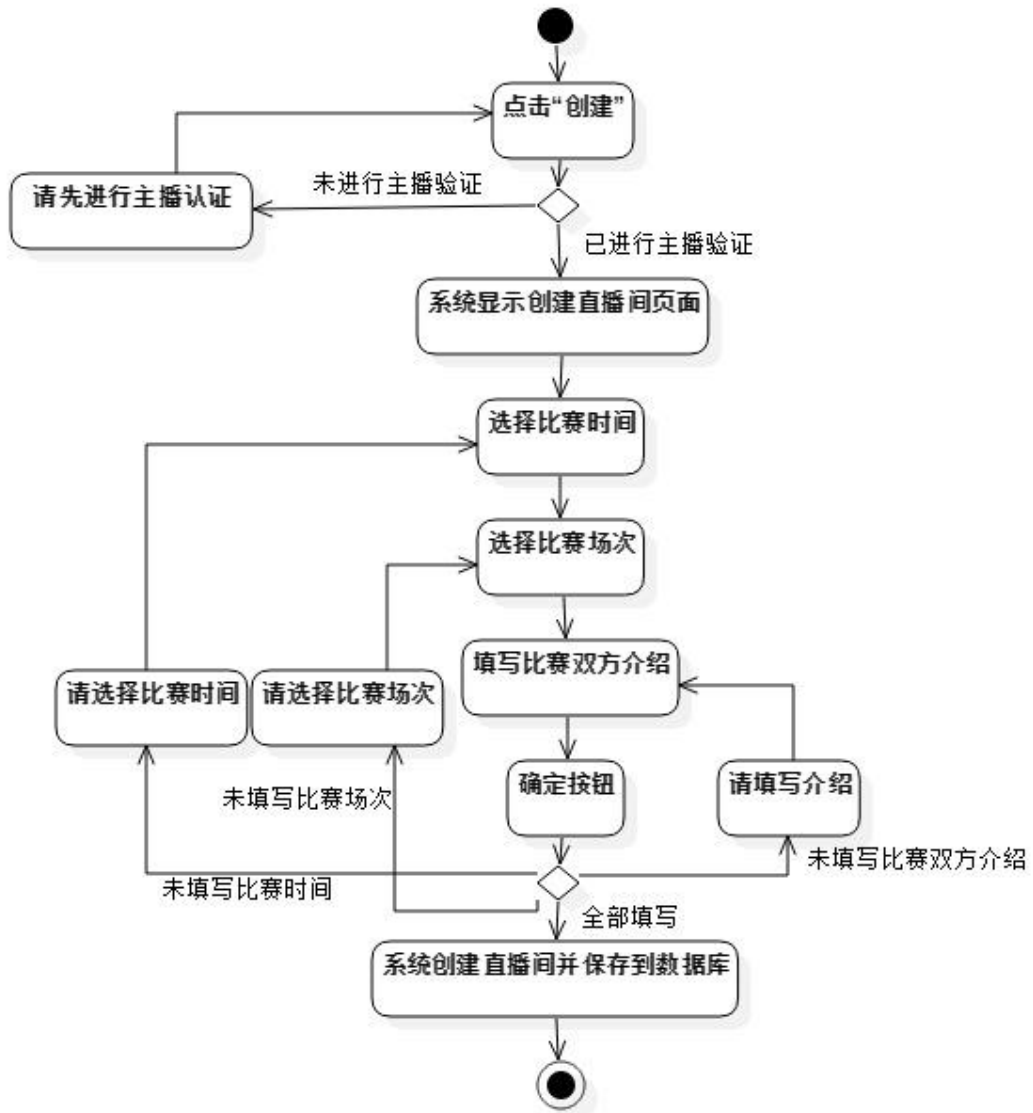 点击“创建”
未进行主播验证
请先进行主播认证
已进行主播验证
系统显示创建直播间页面
选择比赛时间
选择比赛场次
填写比赛双方介绍
请选择比赛时间
请选择比赛场次
确定按钮
请填写介绍
未填写比赛场次
未填写比赛双方介绍
未填写比赛时间
全部填写
系统创建直播间并保存到数据库